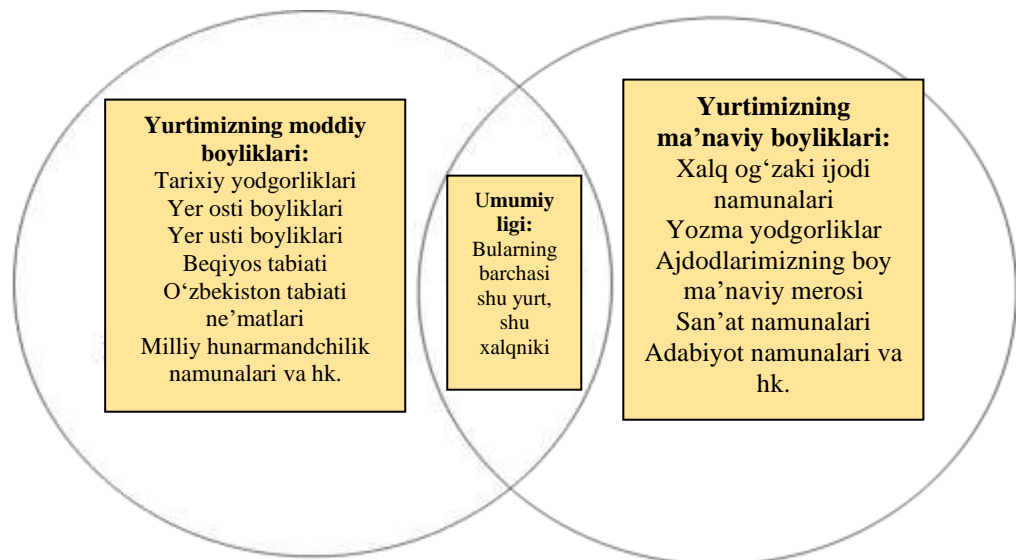 Yurtimizning moddiy
boyliklari:
Tarixiy yodgorliklari
Yer osti boyliklari
Yer usti boyliklari
Beqiyos tabiati
O‘zbekiston tabiati
ne’matlari
Milliy hunarmandchilik
namunalari va hk.
Umumiy
ligi:
Bularning
barchasi
shu yurt,
shu
xalqniki
Yurtimizning
ma’naviy boyliklari:
Xalq og‘zaki ijodi
namunalari
Yozma yodgorliklar
Ajdodlarimizning boy
ma’naviy merosi
San’at namunalari
Adabiyot namunalari va
hk.